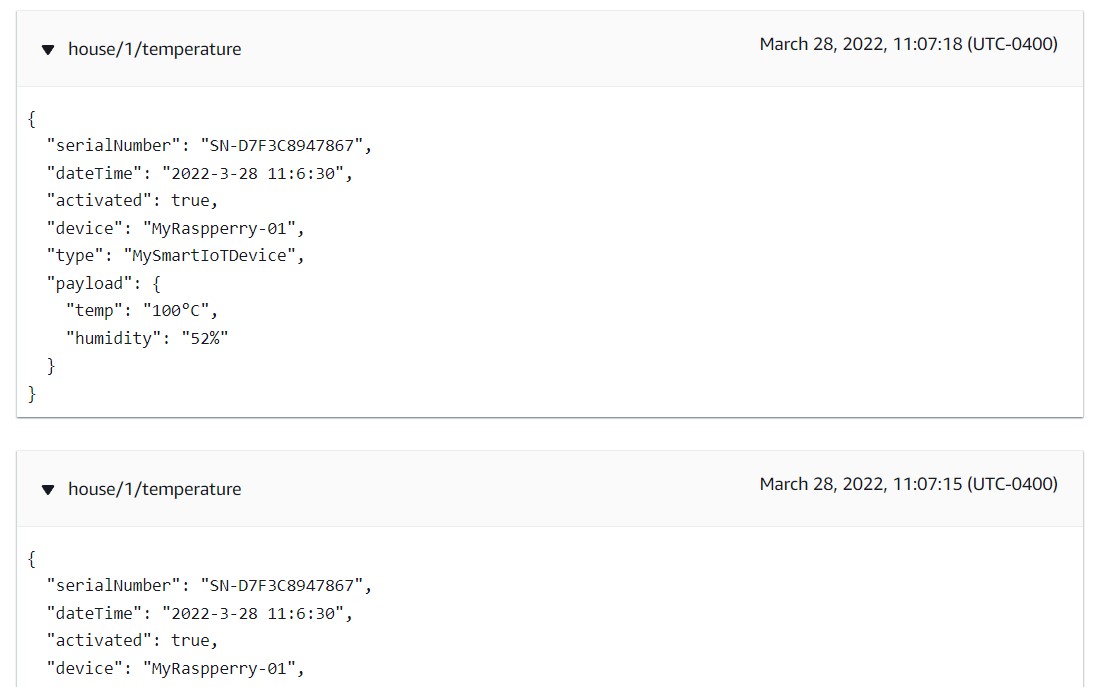 ▼ house/1/temperature
March 28, 2022, 11:07:18 (UTC-0400)
{
  "serialNumber": "SN-D7F3C8947867",
  "dateTime": "2022-3-28 11:6:30",
  "activated": true,
  "device": "MyRaspperry-01",
  "type": "MySmartIoTDevice",
  "payload": {
    "temp": "100°C",
    "humidity": "52%"
  }
}
▼ house/1/temperature
March 28, 2022, 11:07:15 (UTC-0400)
{
  "serialNumber": "SN-D7F3C8947867",
  "dateTime": "2022-3-28 11:6:30",
  "activated": true,
  "device": "MyRaspperry-01",